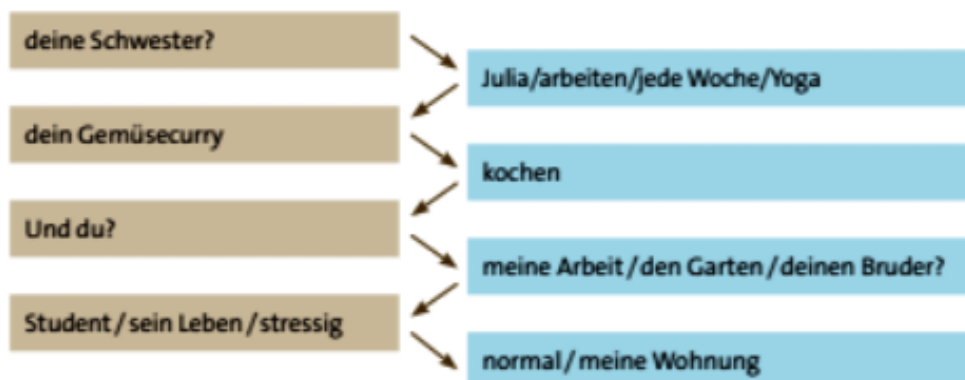 deine Schwester?
Julia/arbeiten/jede Woche/Yoga
dein Gemüsecurry
kochen
Und du?
meine Arbeit/den Garten/deinen Bruder?
Student/sein Leben/stressig
normal/meine Wohnung